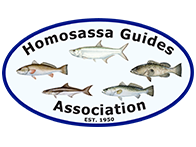 Homosassa Guides
Association
EST. 1950